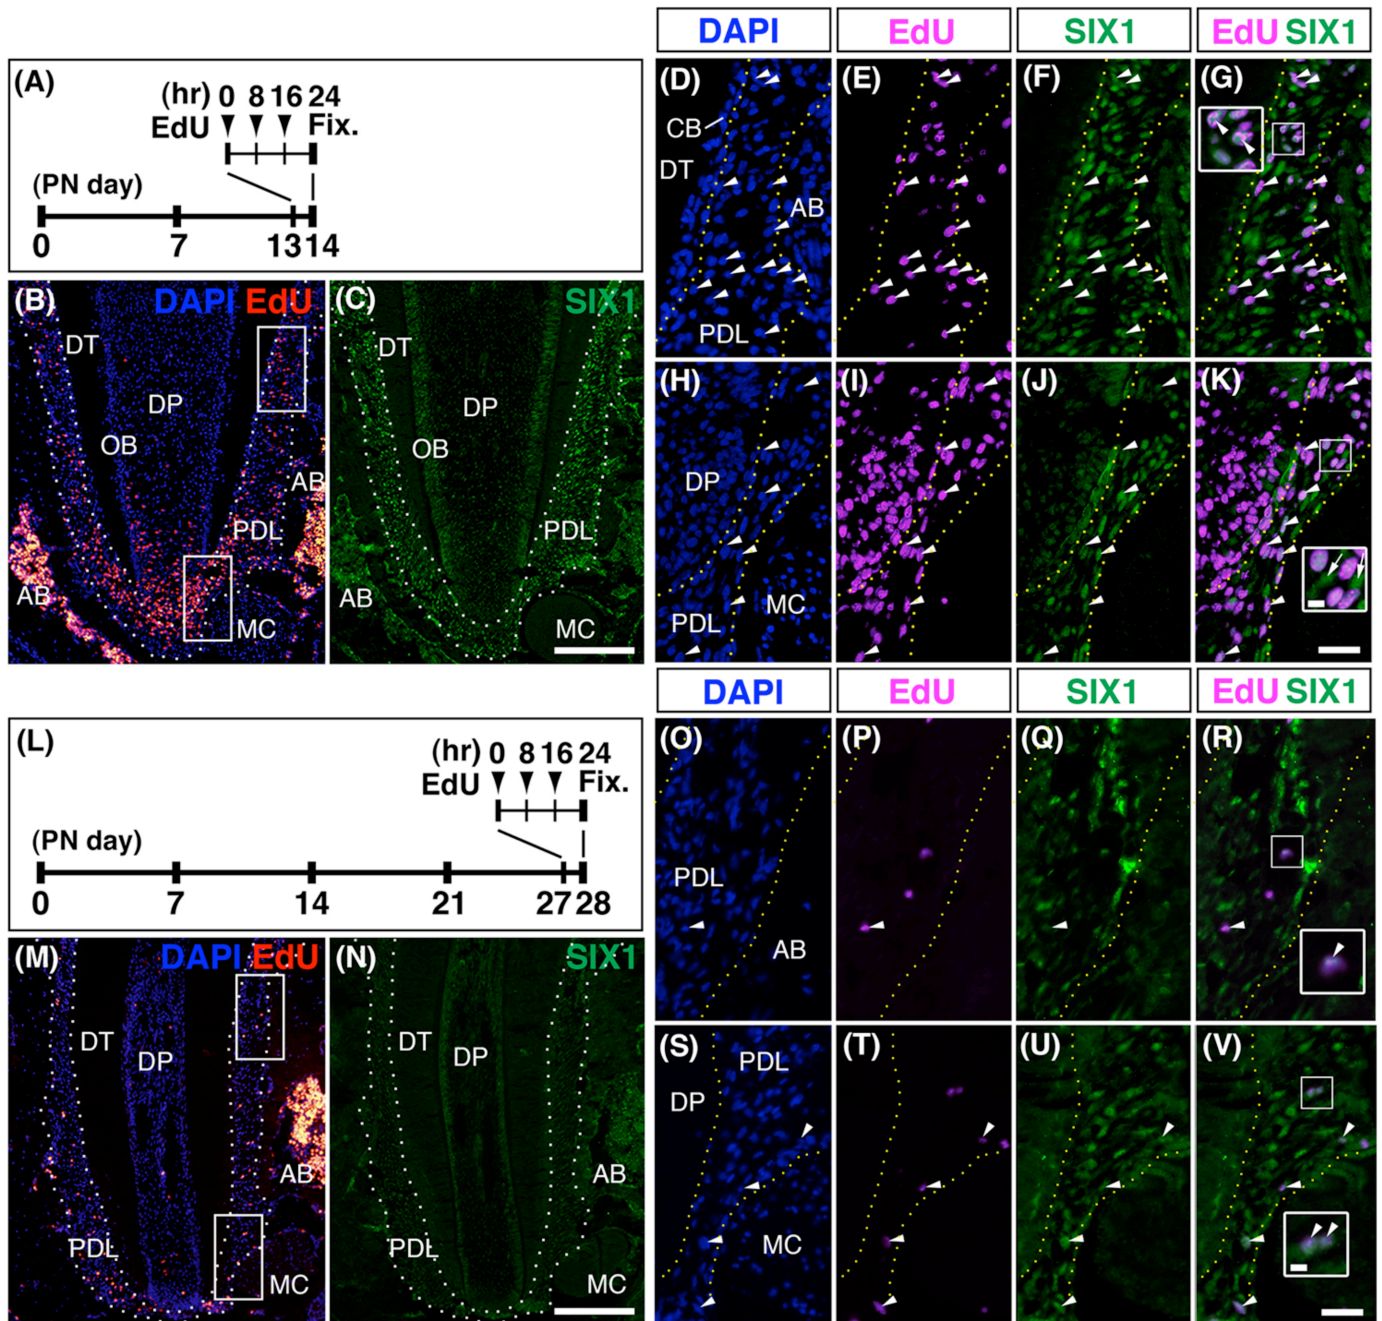 DAPI EdU SIX1 EdU SIX1
(A)
(hr) 0 8 16 24
EdU Fix.
(PN day)
0 7 13 14
(B) DAPI EdU
DT
DP
OB
AB
PDL
AB
MC
(C) SIX1
DT
DP
OB
PDL
AB
MC
(D)
CB
DT
AB
PDL
(E)
(F)
(G)
(H)
DP
MC
PDL
(I)
(J)
(K)
DAPI EdU SIX1 EdU SIX1
(L)
(hr) 0 8 16 24
EdU Fix.
(PN day)
0 7 14 21 27 28
(M) DAPI EdU
DT
DP
AB
PDL
MC
(N) SIX1
DT
DP
AB
PDL
MC
(O)
PDL
AB
(P)
(Q)
(R)
(S)
PDL
DP
MC
(T)
(U)
(V)